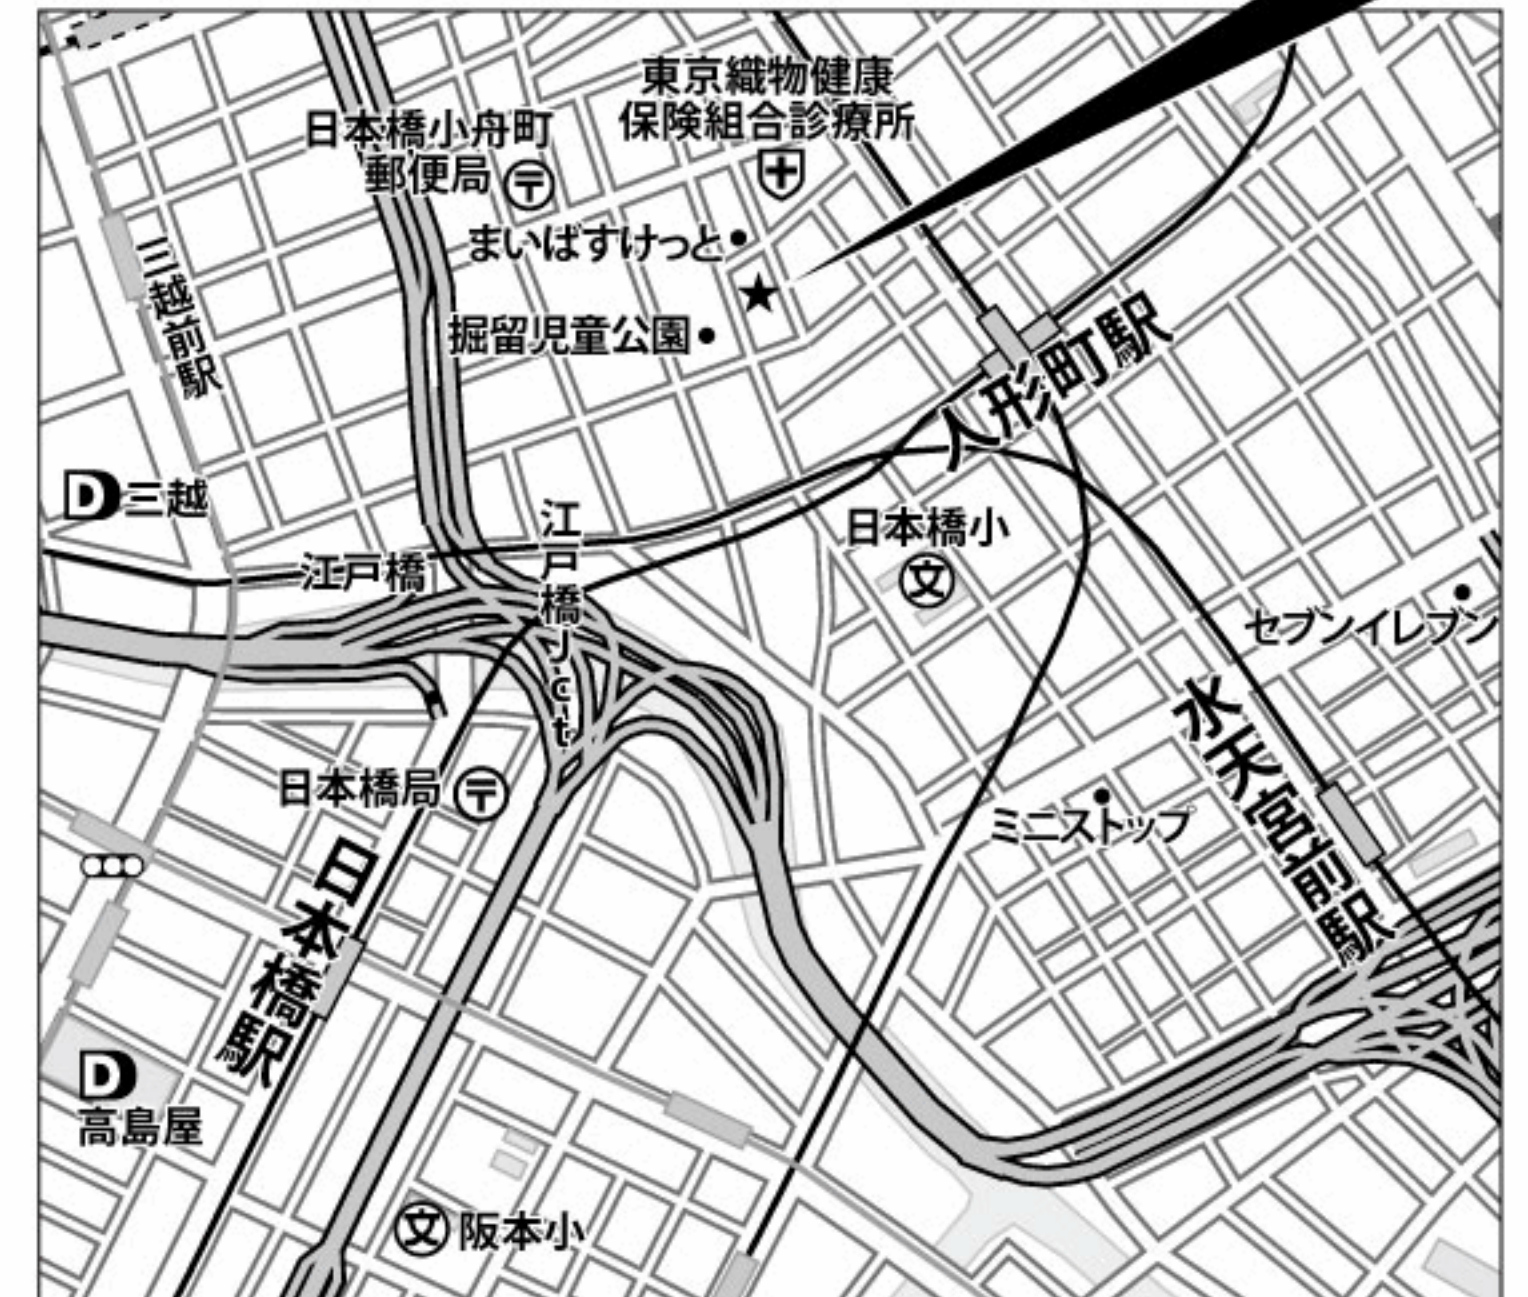 東京織物健康
保険組合診療所
日本橋小舟町
郵便局
〒
まいばすけっと
三越前駅
掘留児童公園
人形町駅
D三越
江戸橋
江戸橋Jct
日本橋小
文
セブンイレブン
水天宮前駅
日本橋局
〒
ミニストップ
日本橋駅
D
高島屋
文 阪本小